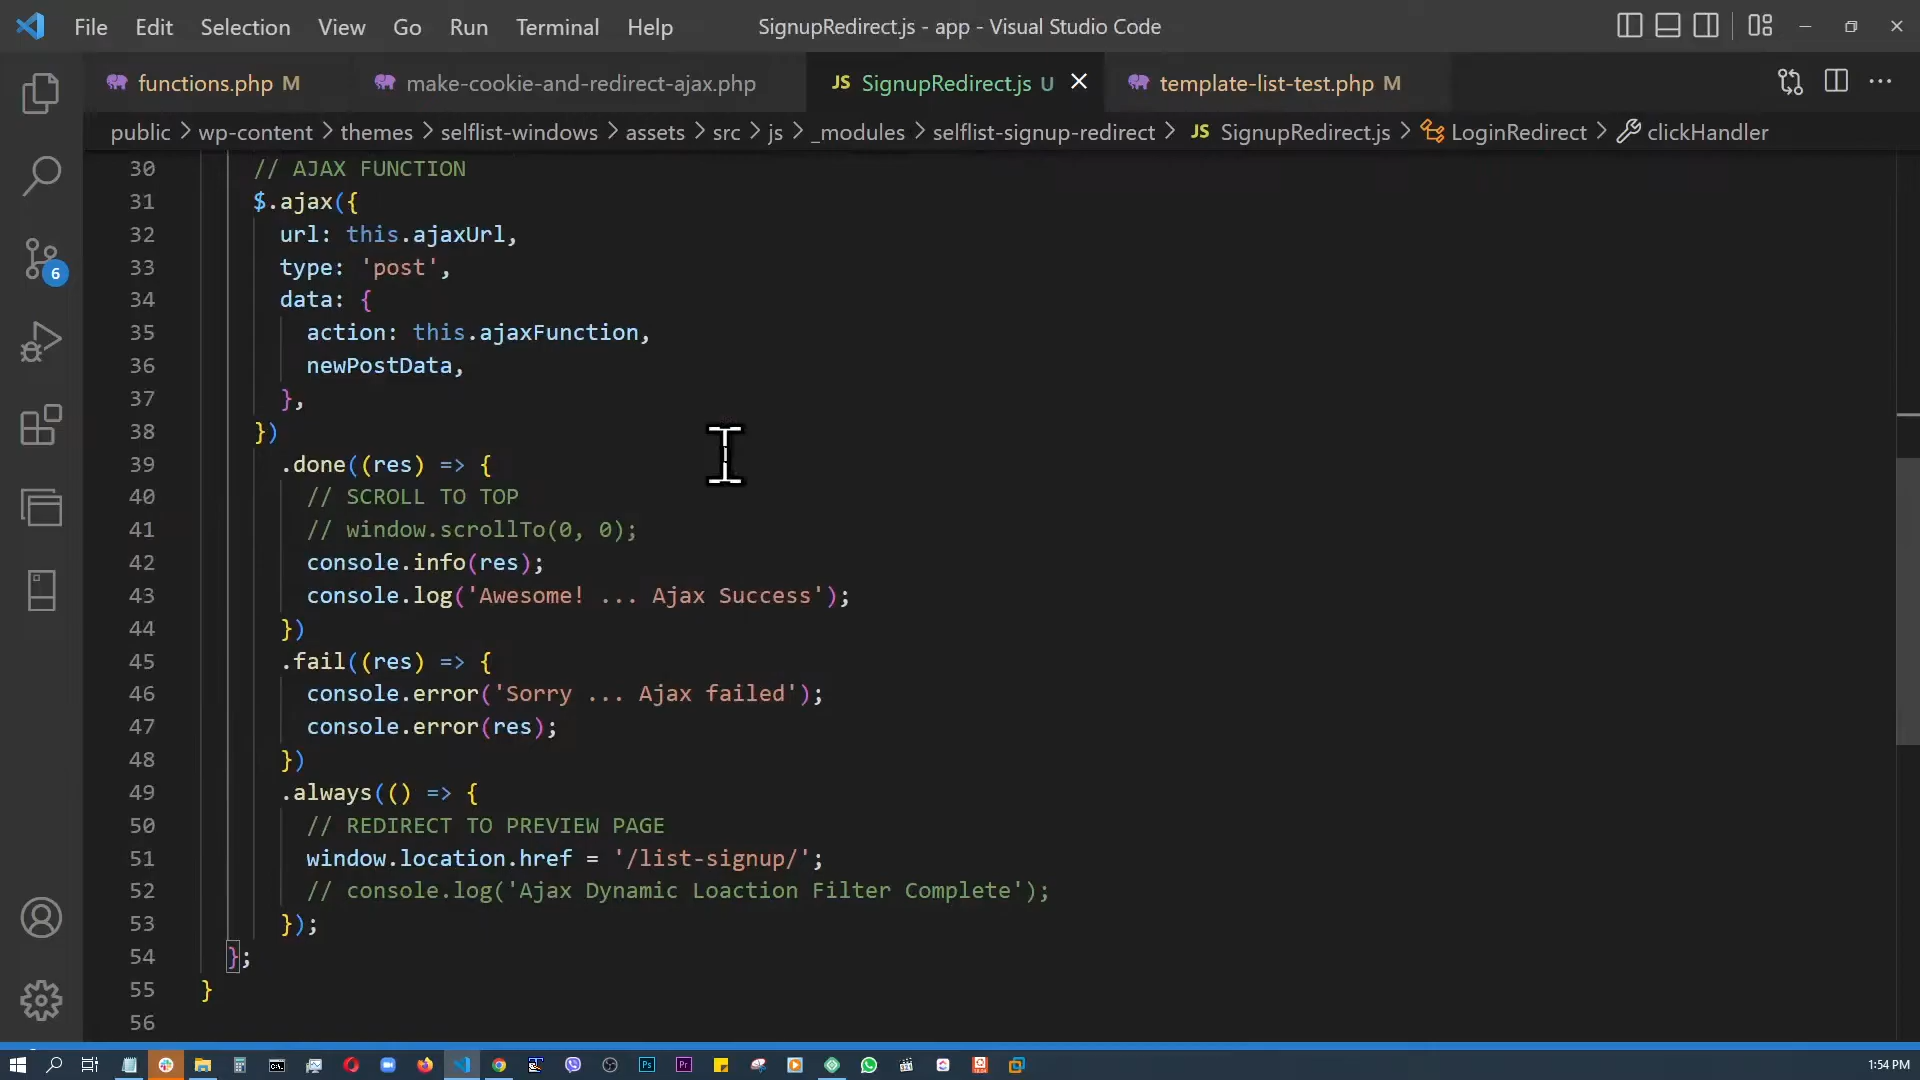 File Edit Selection View Go Run Terminal Help SignupRedirect.js - app - Visual Studio Code
functions.php M make-cookie-and-redirect-ajax.php JS SignupRedirect.js U template-list-test.php M
public > wp-content > themes > selflist-windows > assets > src > js > _modules > selflist-signup-redirect > JS SignupRedirect.js > LoginRedirect > clickHandler
30 // AJAX FUNCTION
31 $.ajax({
32 url: this.ajaxUrl,
33 type: 'post',
34 data: {
35 action: this.ajaxFunction,
36 newPostData,
37 },
38 })
39 .done((res) => {
40 // SCROLL TO TOP
41 // window.scrollTo(0, 0);
42 console.info(res);
43 console.log('Awesome! ... Ajax Success');
44 })
45 .fail((res) => {
46 console.error('Sorry ... Ajax failed');
47 console.error(res);
48 })
49 .always(() => {
50 // REDIRECT TO PREVIEW PAGE
51 window.location.href = '/list-signup/';
52 // console.log('Ajax Dynamic Loaction Filter Complete');
53 });
54 };
55 }
56
6
Ps Pr
1:54 PM